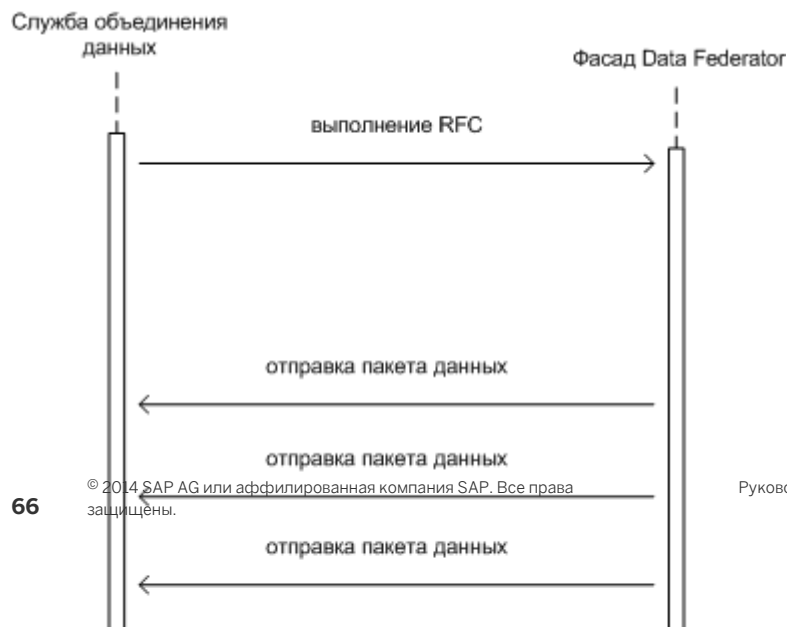 Служба объединения
данных
Фасад Data Federator
выполнение RFC
отправка пакета данных
отправка пакета данных
© 2014 SAP AG или аффилированная компания SAP. Все права
защищены.
66
Руково
отправка пакета данных